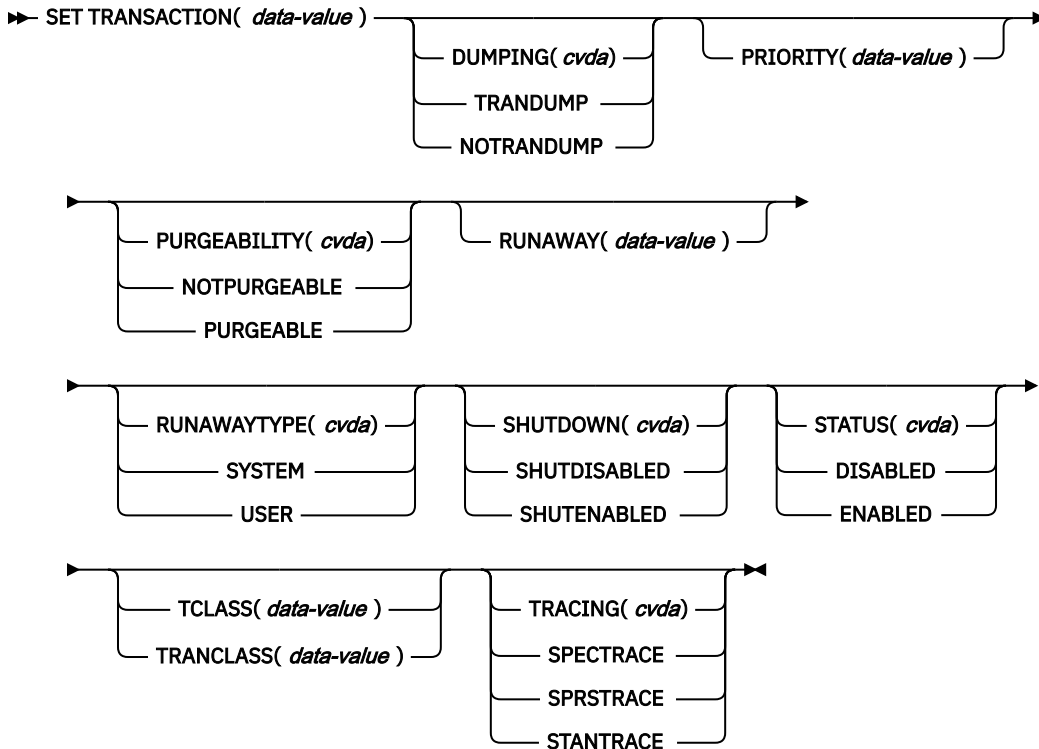 SET TRANSACTION( data-value )
DUMPING( cvda)
TRANDUMP
NOTRANDUMP
PRIORITY( data-value )
PURGEABILITY( cvda)
NOTPURGEABLE
PURGEABLE
RUNAWAY( data-value )
RUNAWAYTYPE( cvda)
SYSTEM
USER
SHUTDOWN( cvda)
SHUTDISABLED
SHUTENABLED
STATUS( cvda)
DISABLED
ENABLED
TCLASS( data-value )
TRANCLASS( data-value )
TRACING( cvda)
SPECTRACE
SPRSTRACE
STANTRACE